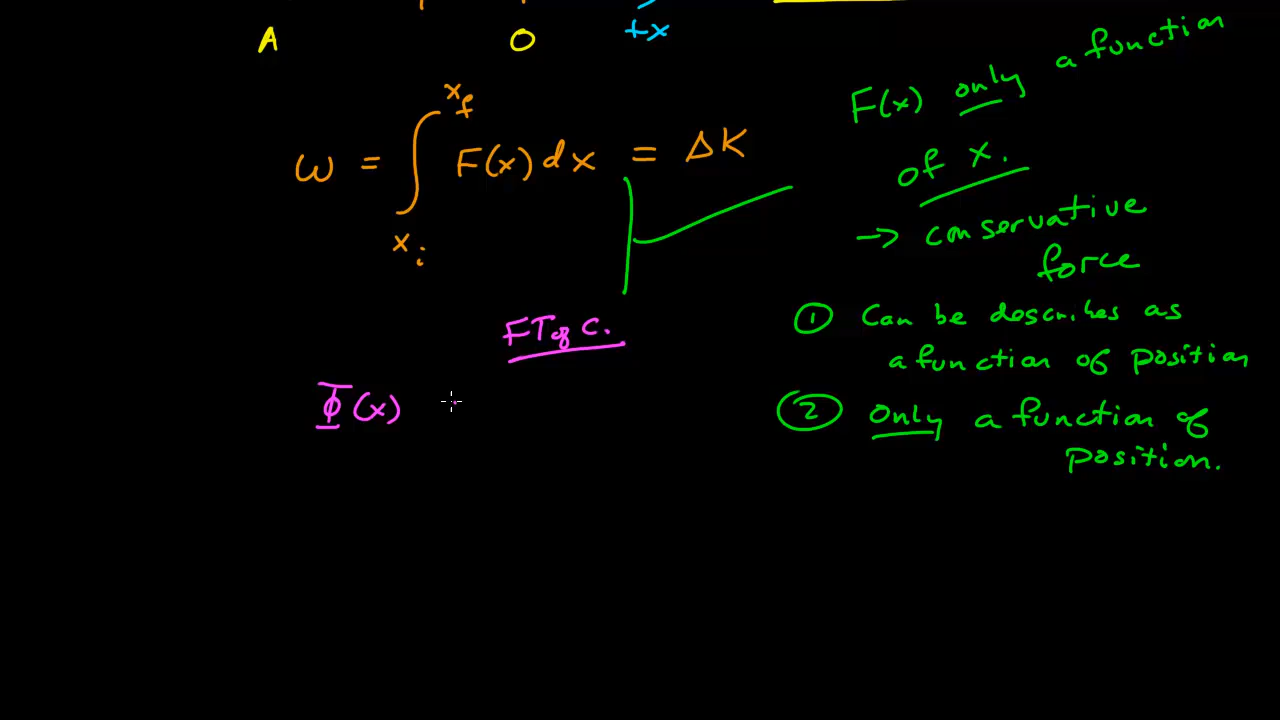 A O +x
W = ∫ F(x) dx = ΔK
x_f
x_i
FT of C.
Φ(x)
F(x) only a function
of x.
→ conservative
force
① Can be describes as
a function of position
② Only a function of
position.